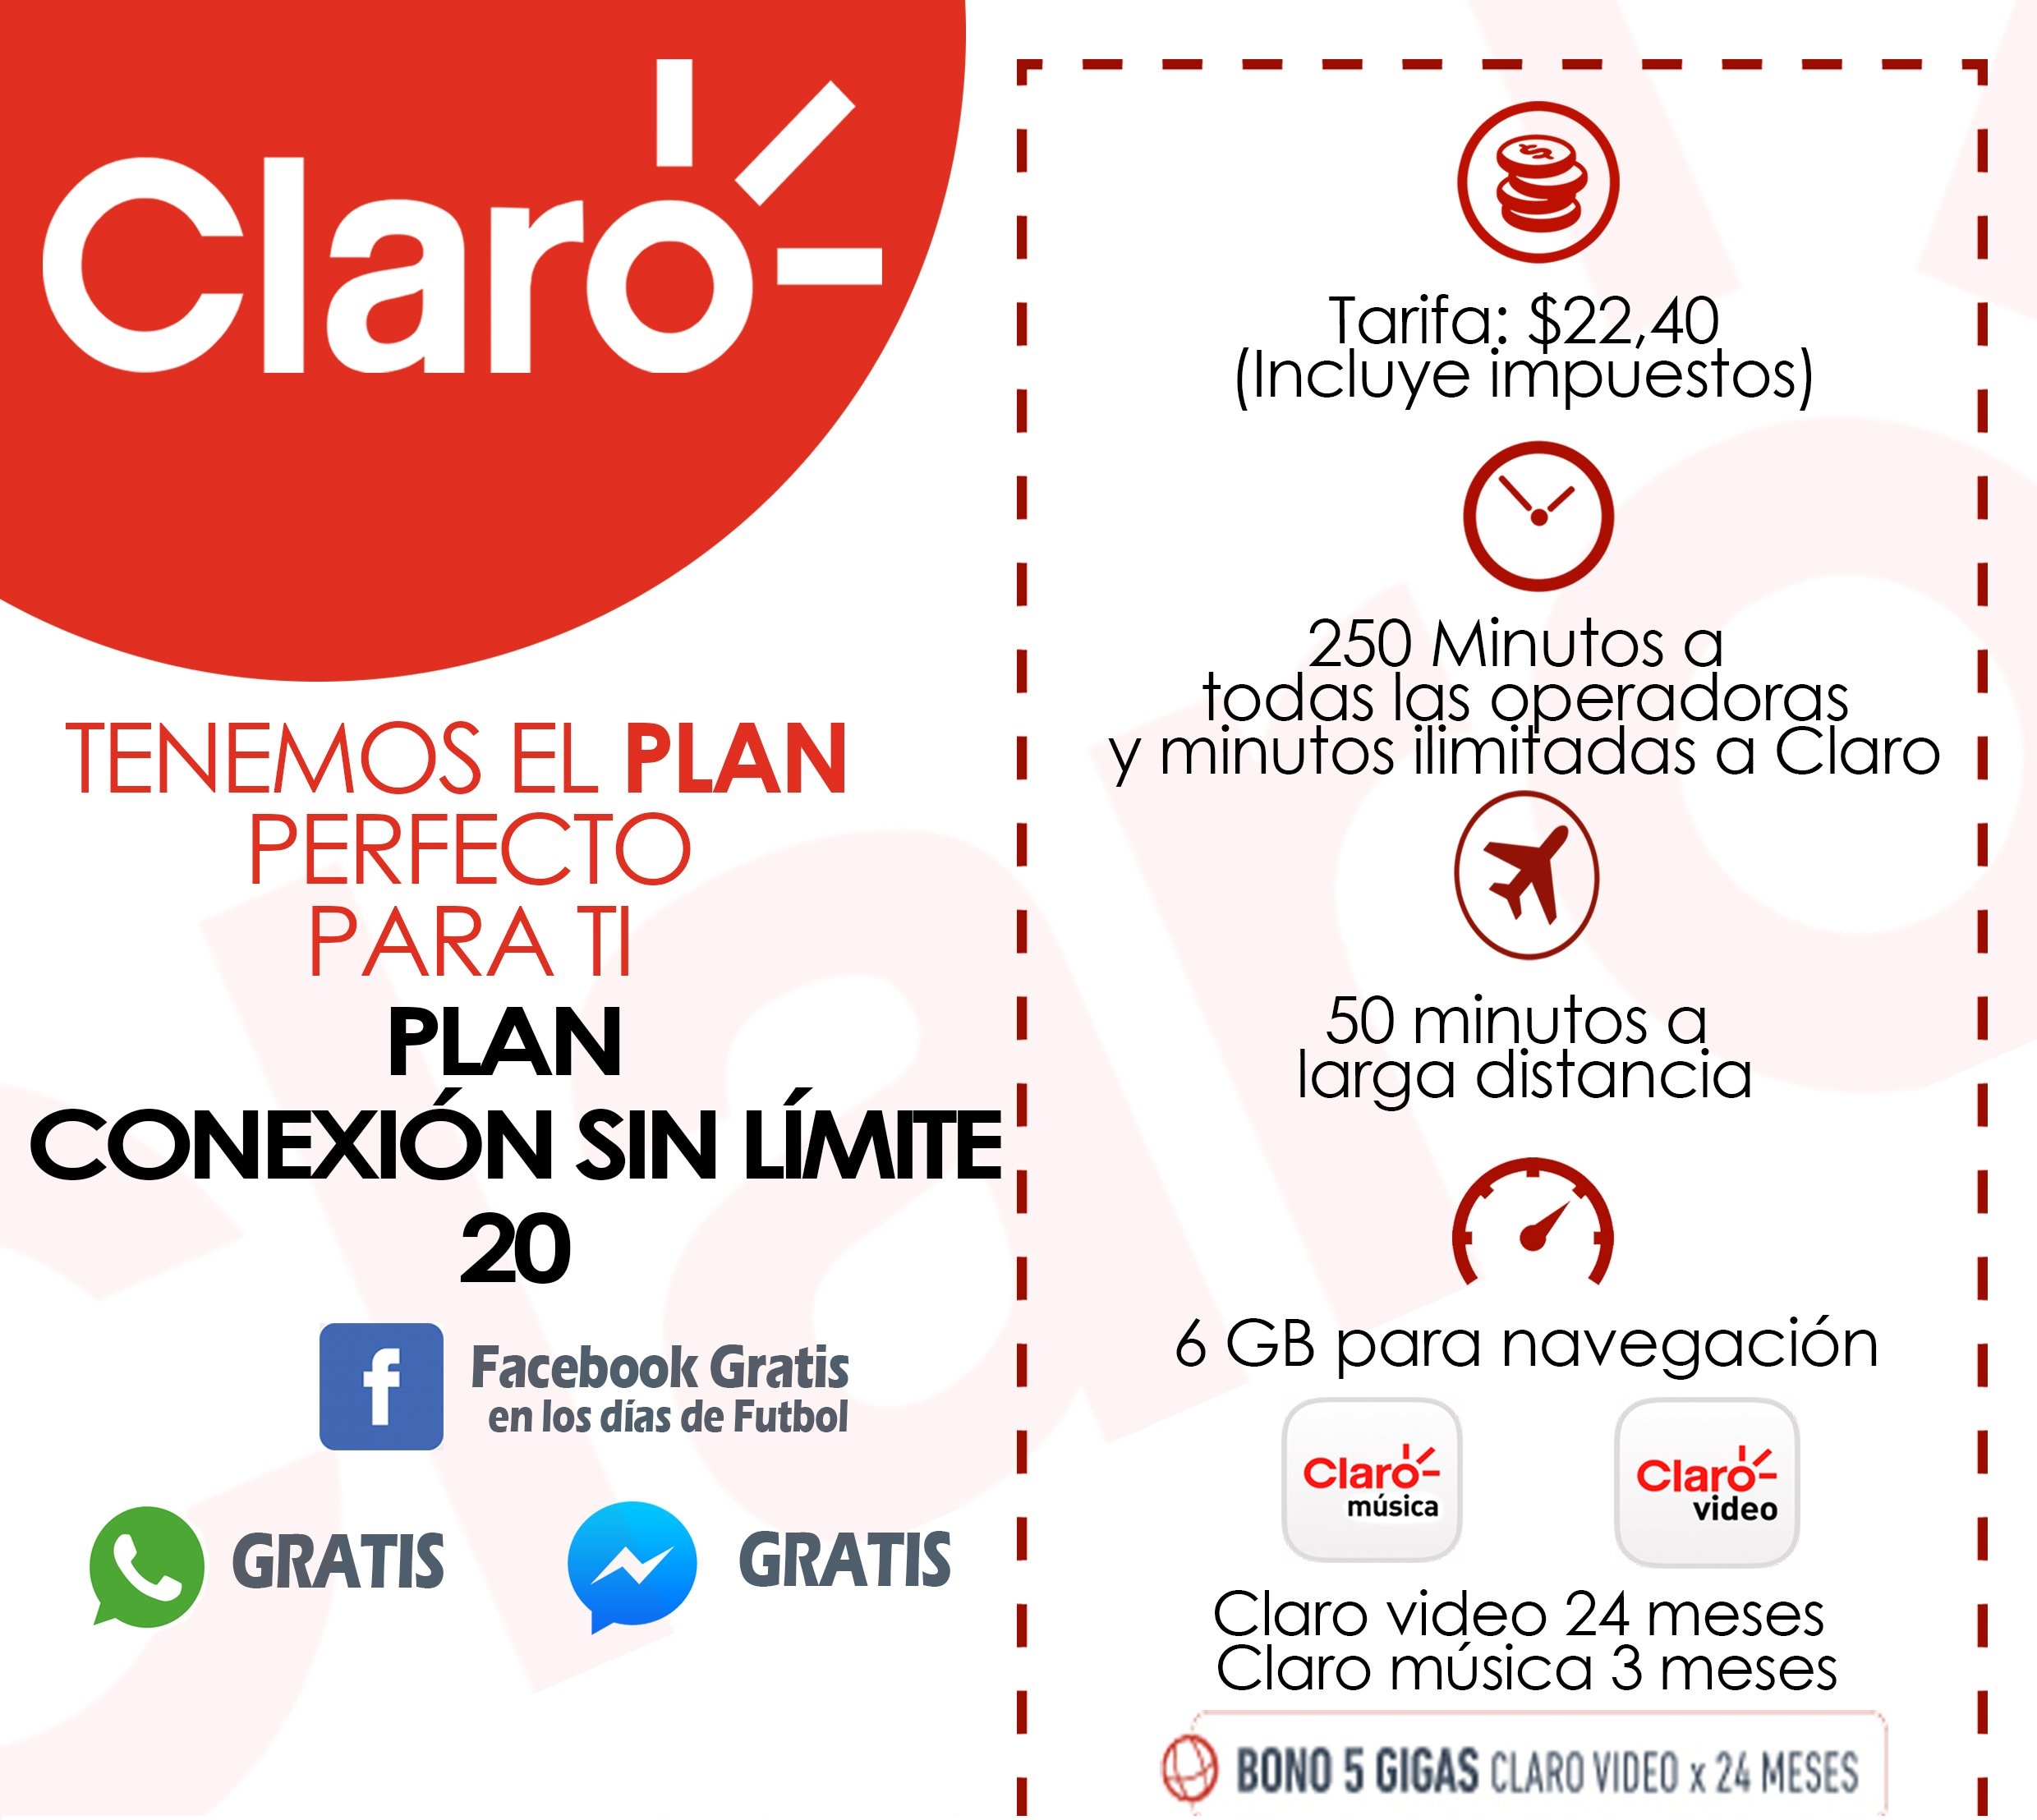 Claro
TENEMOS EL PLAN
PERFECTO
PARA TI
PLAN
CONEXIÓN SIN LÍMITE
20
Facebook Gratis
en los días de Futbol
GRATIS
GRATIS
Tarifa: $22,40
(Incluye impuestos)
250 Minutos a
todas las operadoras
y minutos ilimitadas a Claro
50 minutos a
larga distancia
6 GB para navegación
Claro
música
Claro
video
Claro video 24 meses
Claro música 3 meses
BONO 5 GIGAS CLARO VIDEO x 24 MESES